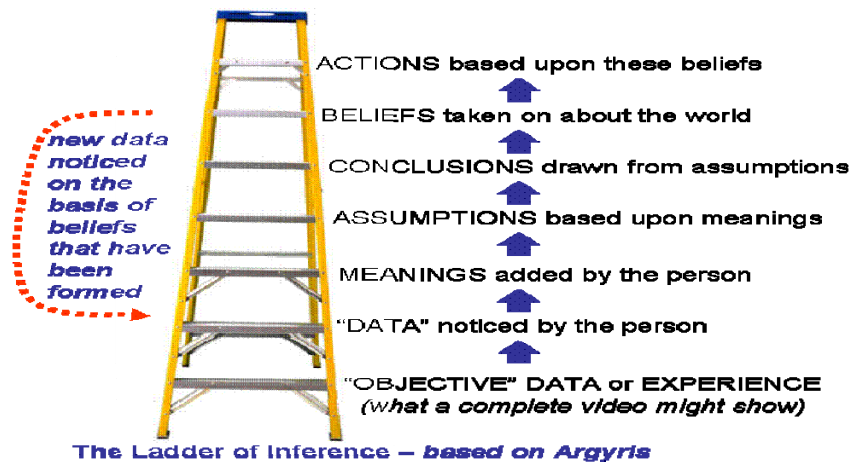 ACTIONS based upon these beliefs
BELIEFS taken on about the world
new data
noticed
on the
basis of
beliefs
that have
been
formed
CONCLUSIONS drawn from assumptions
ASSUMPTIONS based upon meanings
MEANINGS added by the person
"DATA" noticed by the person
"OBJECTIVE" DATA or EXPERIENCE
(what a complete video might show)
The Ladder of Inference – based on Argyris